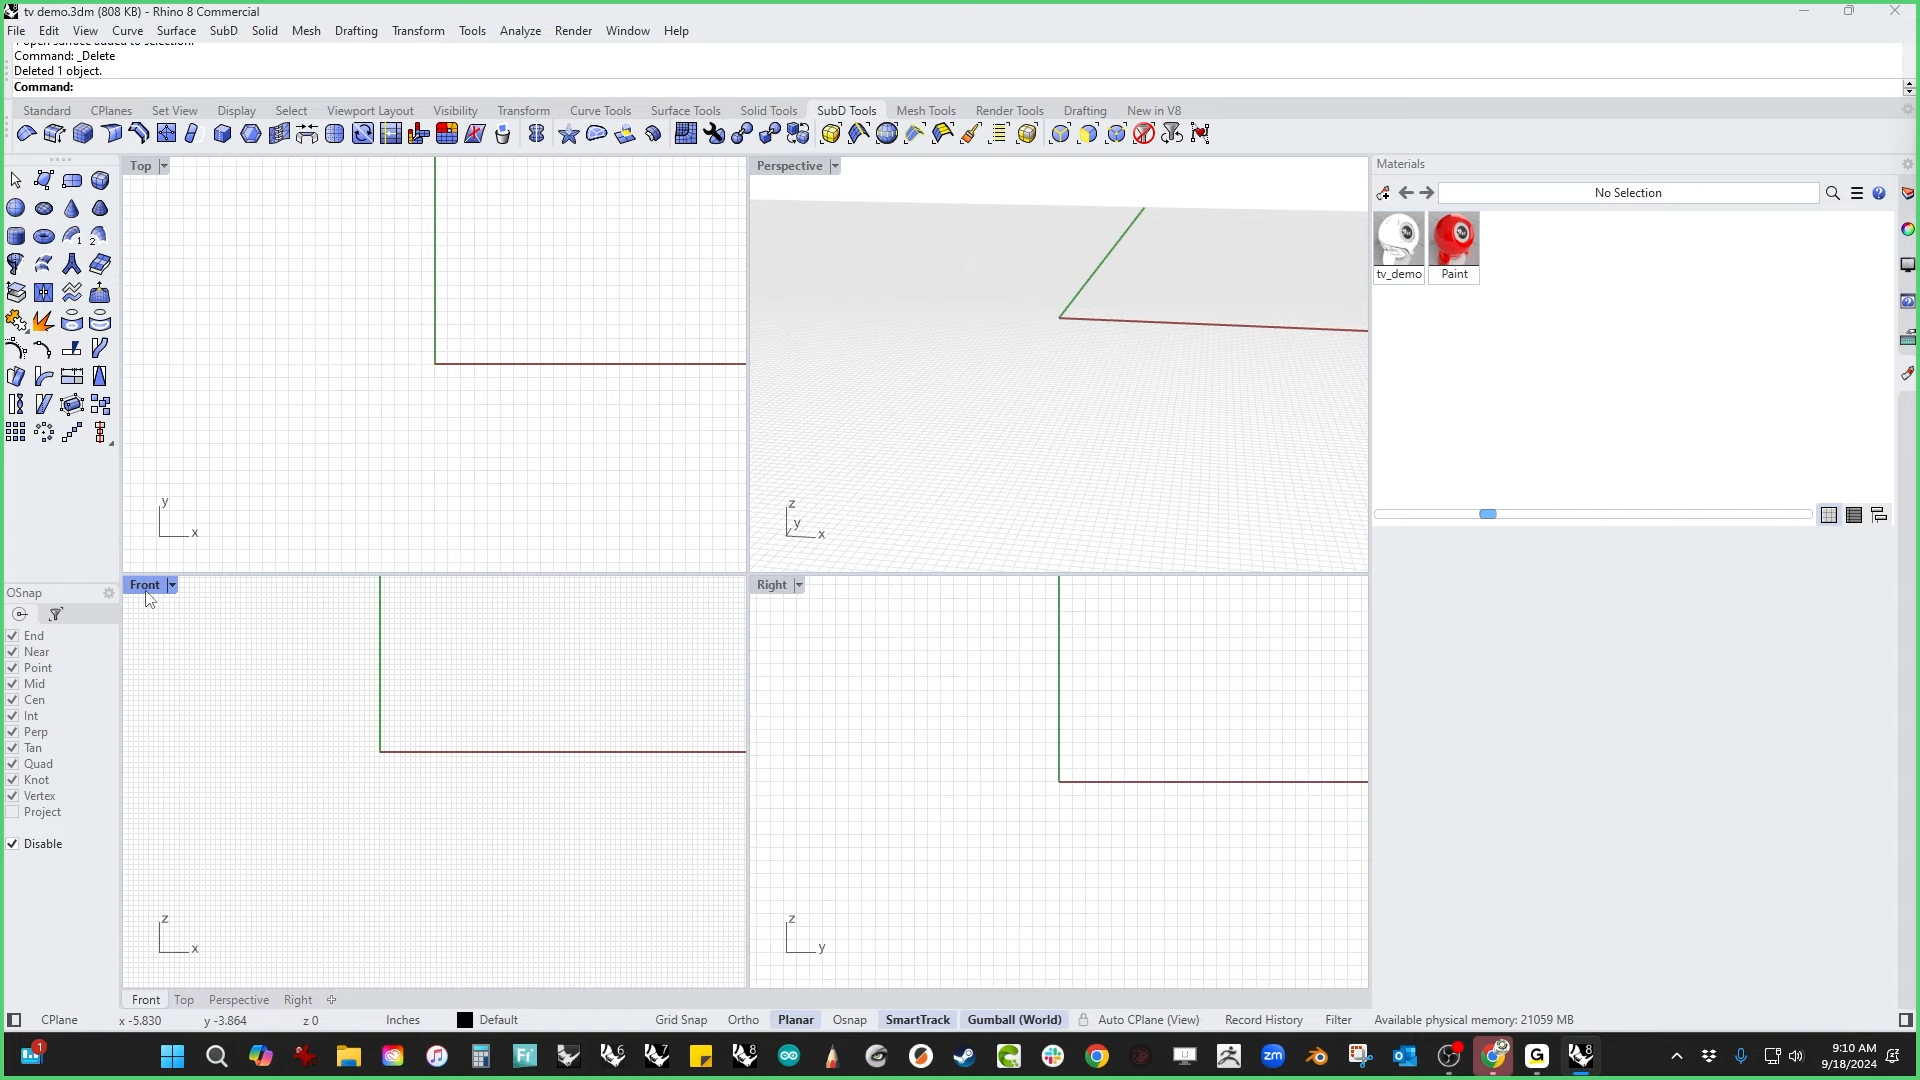 tv demo.3dm (808 KB) - Rhino 8 Commercial
File Edit View Curve Surface SubD Solid Mesh Drafting Transform Tools Analyze Render Window Help
1 open surface added to selection.
Command: _Delete
Deleted 1 object.
Command:
Standard CPlanes Set View Display Select Viewport Layout Visibility Transform Curve Tools Surface Tools Solid Tools SubD Tools Mesh Tools Render Tools Drafting New in V8
Top
Perspective
Materials
No Selection
tv_demo Paint
y
x
z
y
x
Front
Right
OSnap
End
Near
Point
Mid
Cen
Int
Perp
Tan
Quad
Knot
Vertex
Project
Disable
z
x
z
y
Front Top Perspective Right
CPlane x -5.830 y -3.864 z 0 Inches Default Grid Snap Ortho Planar Osnap SmartTrack Gumball (World) Auto CPlane (View) Record History Filter Available physical memory: 21059 MB
9:10 AM
9/18/2024